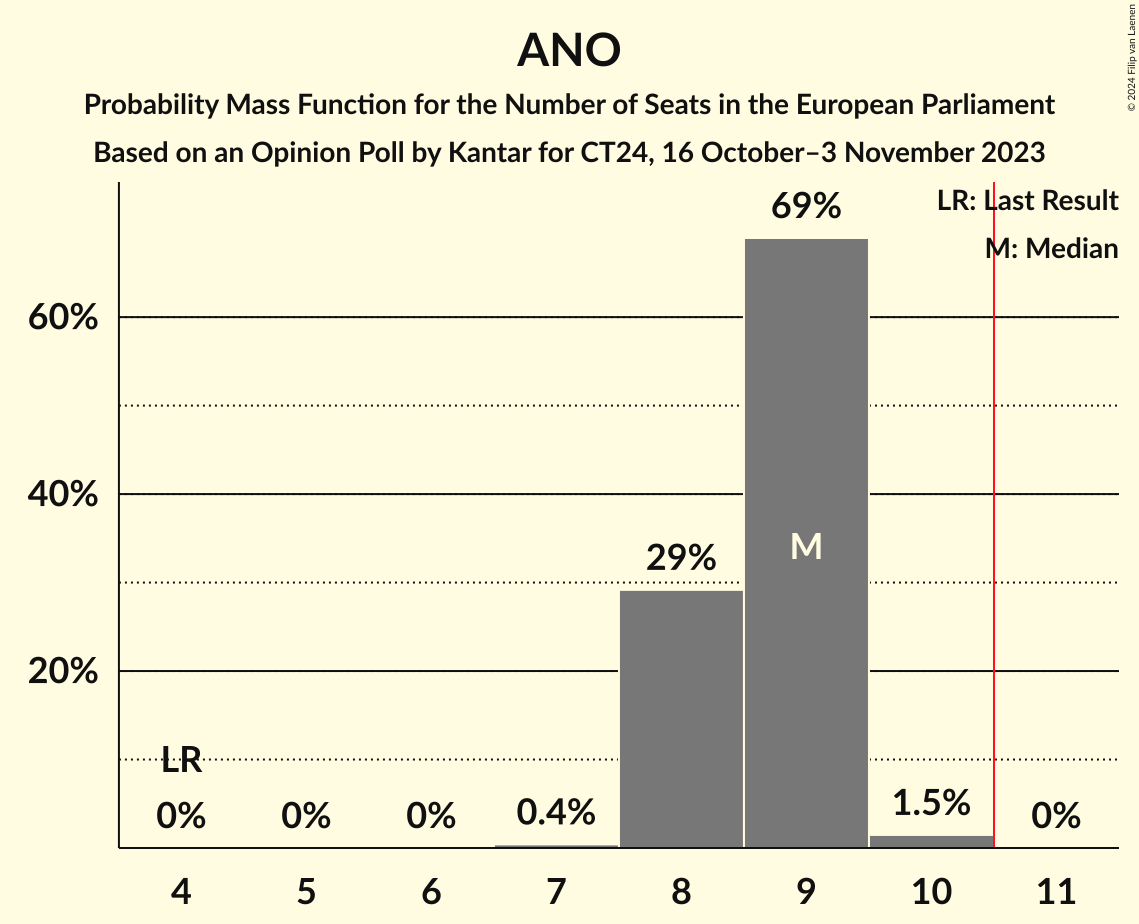 ANO
Probability Mass Function for the Number of Seats in the European Parliament
Based on an Opinion Poll by Kantar for CT24, 16 October–3 November 2023
© 2024 Filip van Laenen
LR: Last Result
M: Median
69%
60%
40%
29%
M
20%
LR
0%
0%
0%
0.4%
1.5%
0%
4
5
6
7
8
9
10
11